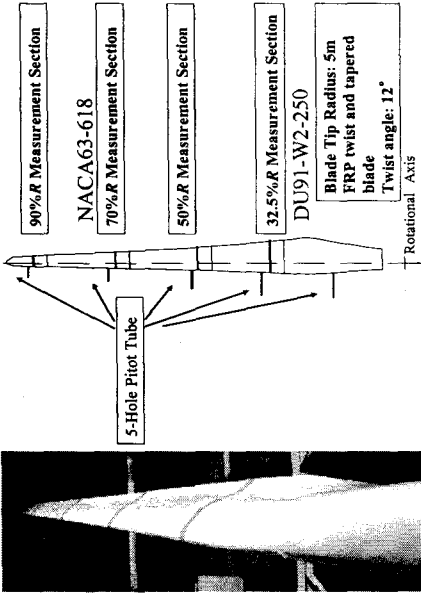 90%R Measurement Section
NACA63-618
70%R Measurement Section
50%R Measurement Section
32.5%R Measurement Section
DU91-W2-250
Blade Tip Radius: 5m
FRP twist and tapered
blade
Twist angle: 12°
Rotational Axis
5-Hole Pitot Tube